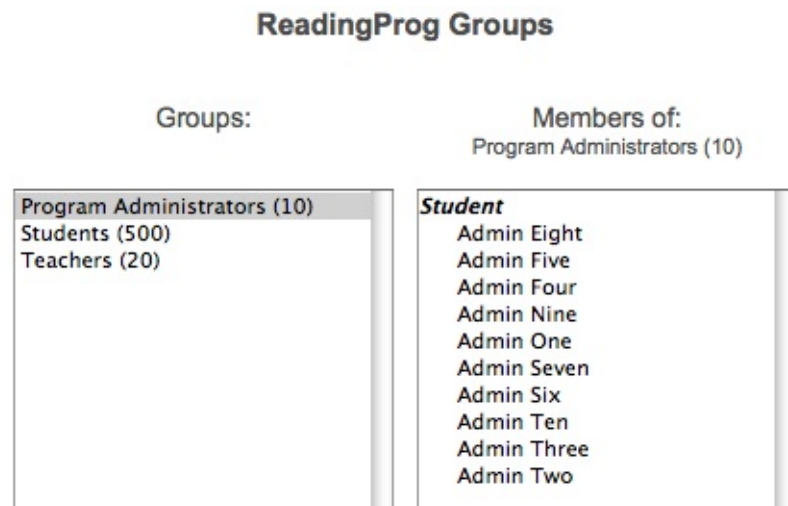 ReadingProg Groups
Groups:
Members of:
Program Administrators (10)
Program Administrators (10)
Students (500)
Teachers (20)
Student
Admin Eight
Admin Five
Admin Four
Admin Nine
Admin One
Admin Seven
Admin Six
Admin Ten
Admin Three
Admin Two